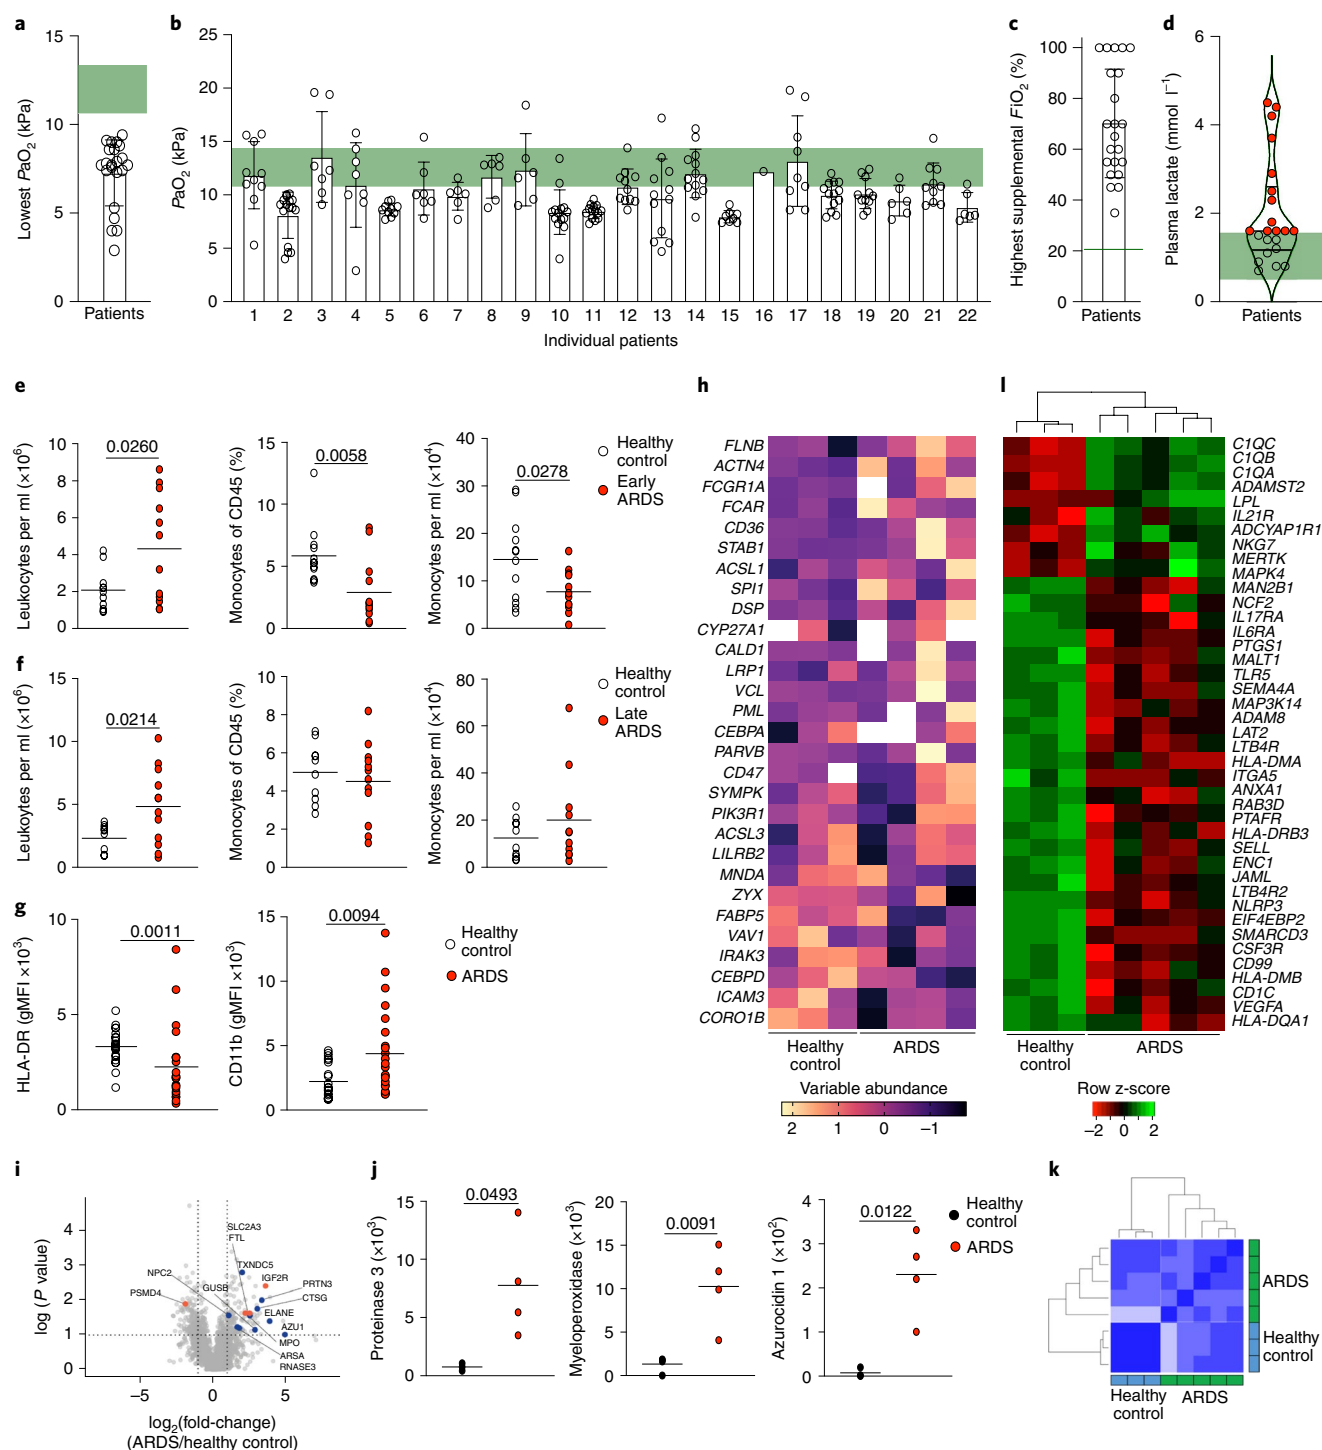 a
15
10
5
0
Lowest PaO2 (kPa)
Patients
b
25
20
15
10
5
0
PaO2 (kPa)
1 2 3 4 5 6 7 8 9 10 11 12 13 14 15 16 17 18 19 20 21 22
Individual patients
c
100
80
60
40
20
0
Highest supplemental FiO2 (%)
Patients
d
6
4
2
0
Plasma lactate (mmol l−1)
Patients
e
10
8
6
4
2
0
Leukocytes per ml (×10⁶)
0.0260
15
10
5
0
Monocytes of CD45 (%)
0.0058
40
30
20
10
0
Monocytes per ml (×10⁴)
0.0278
Healthy
control
Early
ARDS
f
15
10
5
0
Leukoytes per ml (×10⁶)
0.0214
10
8
6
4
2
0
Monocytes of CD45 (%)
80
60
40
20
0
Monocytes per ml (×10⁴)
Healthy
control
Late
ARDS
g
10
5
0
HLA-DR (gMFI ×10³)
0.0011
15
10
5
0
CD11b (gMFI ×10³)
0.0094
Healthy
control
ARDS
h
FLNB
ACTN4
FCGR1A
FCAR
CD36
STAB1
ACSL1
SPI1
DSP
CYP27A1
CALD1
LRP1
VCL
PML
CEBPA
PARVB
CD47
SYMPK
PIK3R1
ACSL3
LILRB2
MNDA
ZYX
FABP5
VAV1
IRAK3
CEBPD
ICAM3
CORO1B
Healthy
control
ARDS
Variable abundance
2 1 0 −1
l
C1QC
C1QB
C1QA
ADAMST2
LPL
IL21R
ADCYAP1R1
NKG7
MERTK
MAPK4
MAN2B1
NCF2
IL17RA
IL6RA
PTGS1
MALT1
TLR5
SEMA4A
MAP3K14
ADAM8
LAT2
LTB4R
HLA-DMA
ITGA5
ANXA1
RAB3D
PTAFR
HLA-DRB3
SELL
ENC1
JAML
LTB4R2
NLRP3
EIF4EBP2
SMARCD3
CSF3R
CD99
HLA-DMB
CD1C
VEGFA
HLA-DQA1
Healthy
control
ARDS
Row z-score
−2 0 2
i
4
3
2
1
0
log (P value)
SLC2A3
FTL
TXNDC5
NPC2
IGF2R
GUSB
PRTN3
PSMD4
CTSG
ELANE
AZU1
MPO
ARSA
RNASE3
−5 0 5
log2(fold-change)
(ARDS/healthy control)
j
15
10
5
0
Proteinase 3 (×10³)
0.0493
20
15
10
5
0
Myeloperoxidase (×10³)
0.0091
4
3
2
1
0
Azurocidin 1 (×10²)
0.0122
Healthy
control
ARDS
k
ARDS
Healthy
control
Healthy
control
ARDS